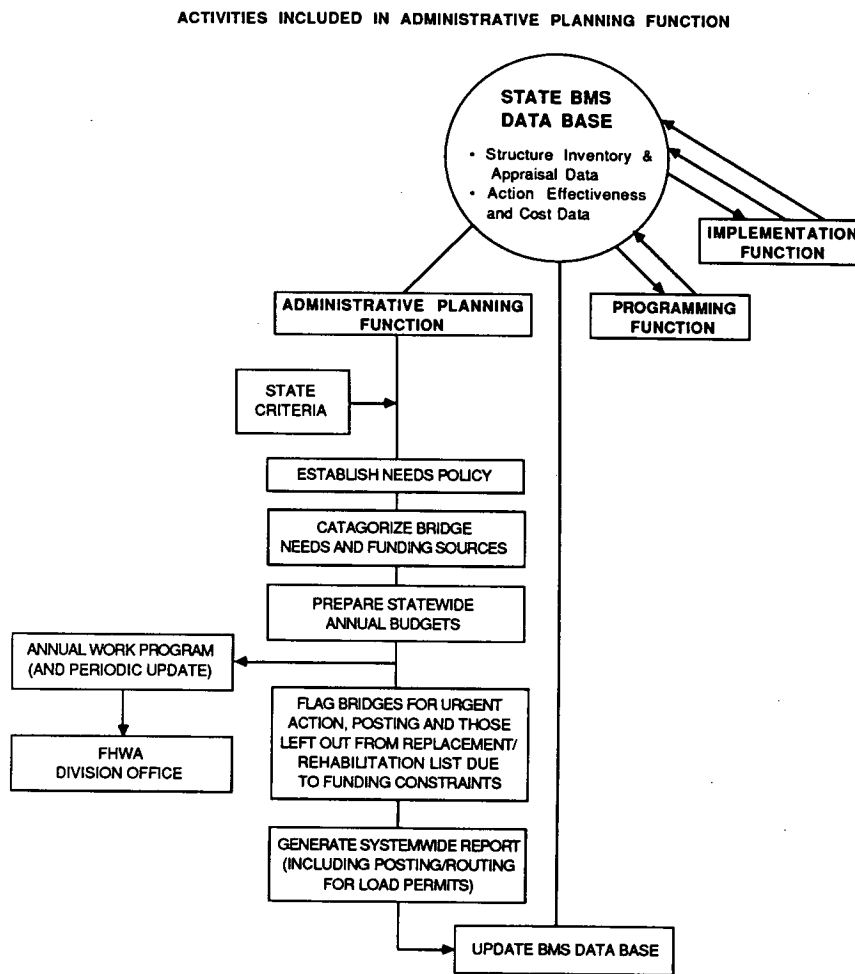 ACTIVITIES INCLUDED IN ADMINISTRATIVE PLANNING FUNCTION
STATE BMS
DATA BASE
• Structure Inventory &
Appraisal Data
• Action Effectiveness
and Cost Data
IMPLEMENTATION
FUNCTION
ADMINISTRATIVE PLANNING
FUNCTION
PROGRAMMING
FUNCTION
STATE
CRITERIA
ESTABLISH NEEDS POLICY
CATAGORIZE BRIDGE
NEEDS AND FUNDING SOURCES
PREPARE STATEWIDE
ANNUAL BUDGETS
ANNUAL WORK PROGRAM
(AND PERIODIC UPDATE)
FHWA
DIVISION OFFICE
FLAG BRIDGES FOR URGENT
ACTION, POSTING AND THOSE
LEFT OUT FROM REPLACEMENT/
REHABILITATION LIST DUE
TO FUNDING CONSTRAINTS
GENERATE SYSTEMWIDE REPORT
(INCLUDING POSTING/ROUTING
FOR LOAD PERMITS)
UPDATE BMS DATA BASE